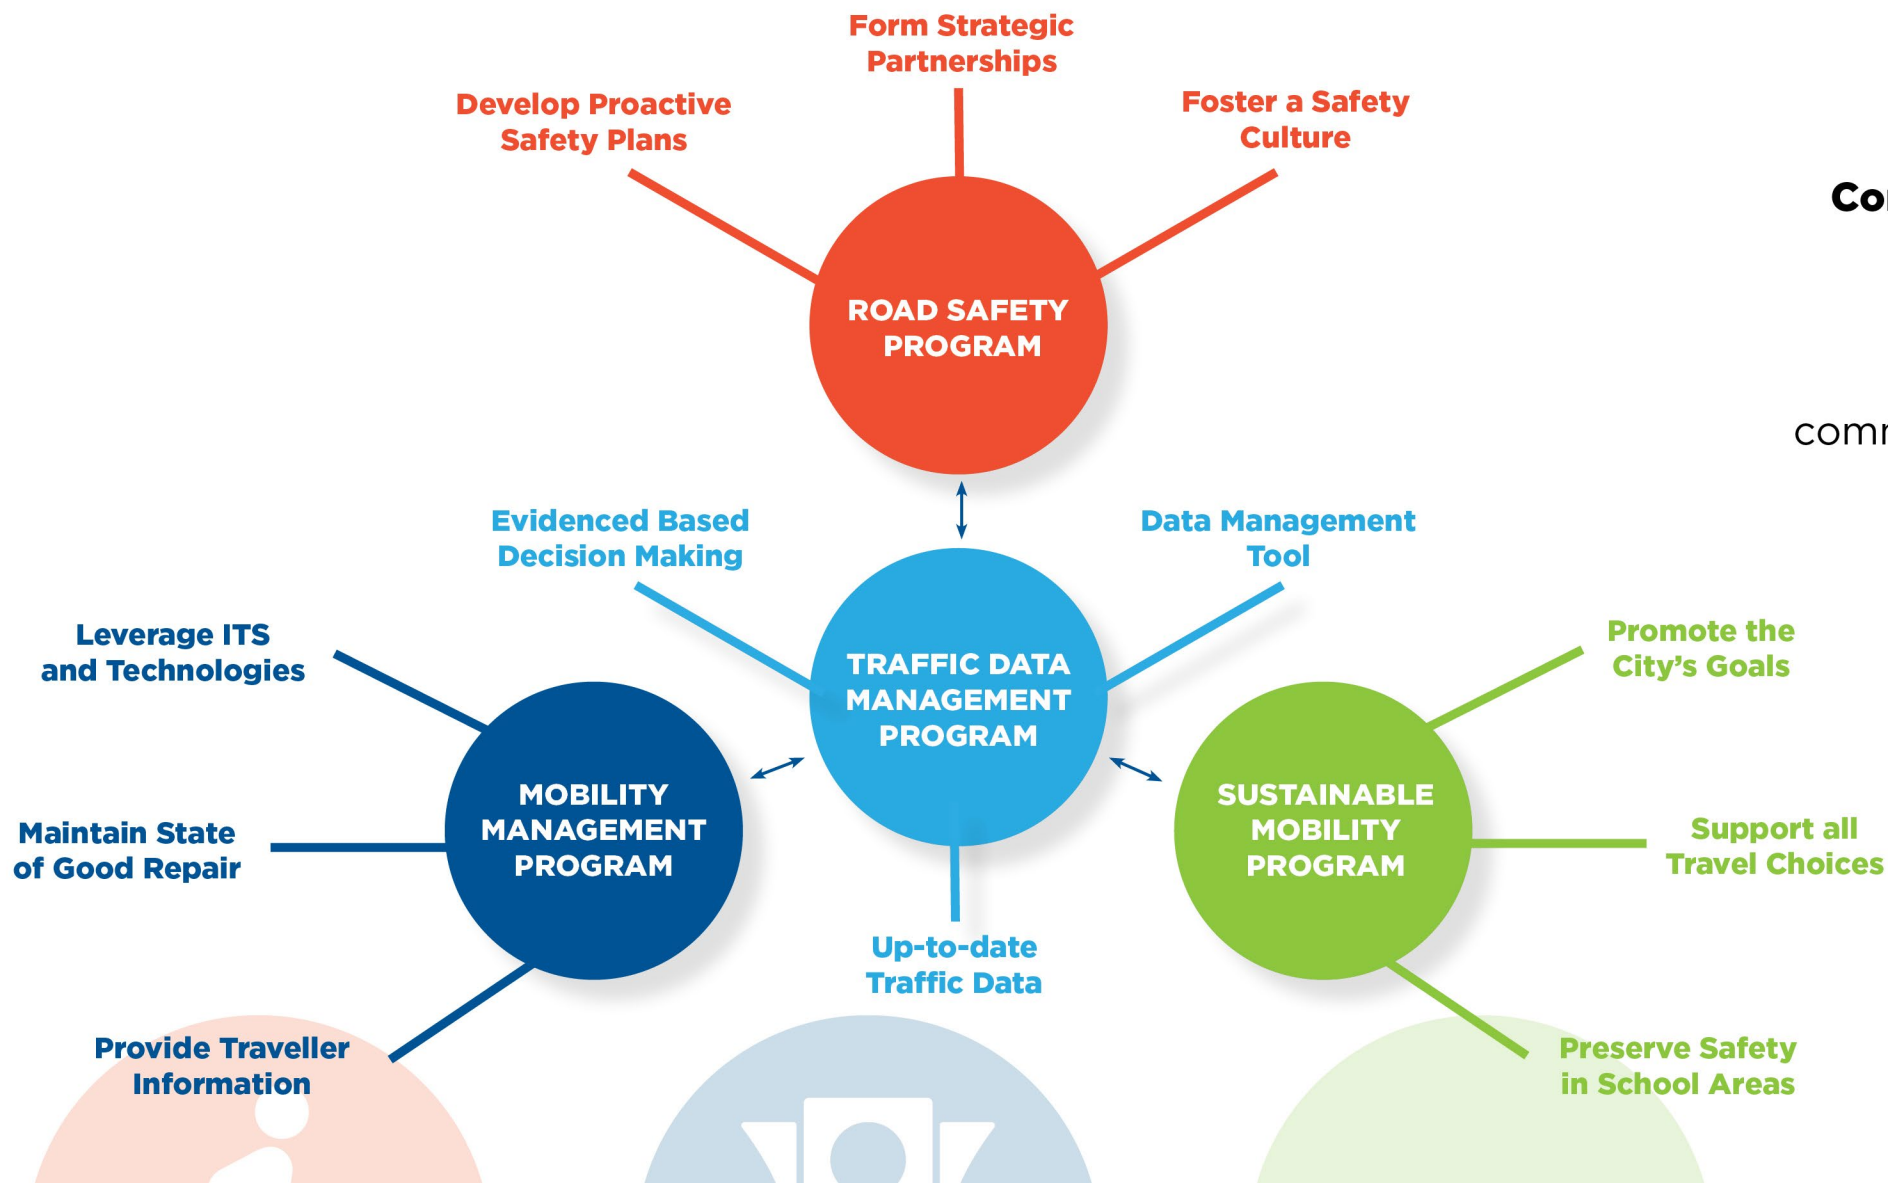 Form Strategic
Partnerships
Develop Proactive
Safety Plans
Foster a Safety
Culture
ROAD SAFETY
PROGRAM
Evidenced Based
Decision Making
Data Management
Tool
TRAFFIC DATA
MANAGEMENT
PROGRAM
Up-to-date
Traffic Data
Leverage ITS
and Technologies
Maintain State
of Good Repair
Provide Traveller
Information
MOBILITY
MANAGEMENT
PROGRAM
SUSTAINABLE
MOBILITY
PROGRAM
Promote the
City’s Goals
Support all
Travel Choices
Preserve Safety
in School Areas